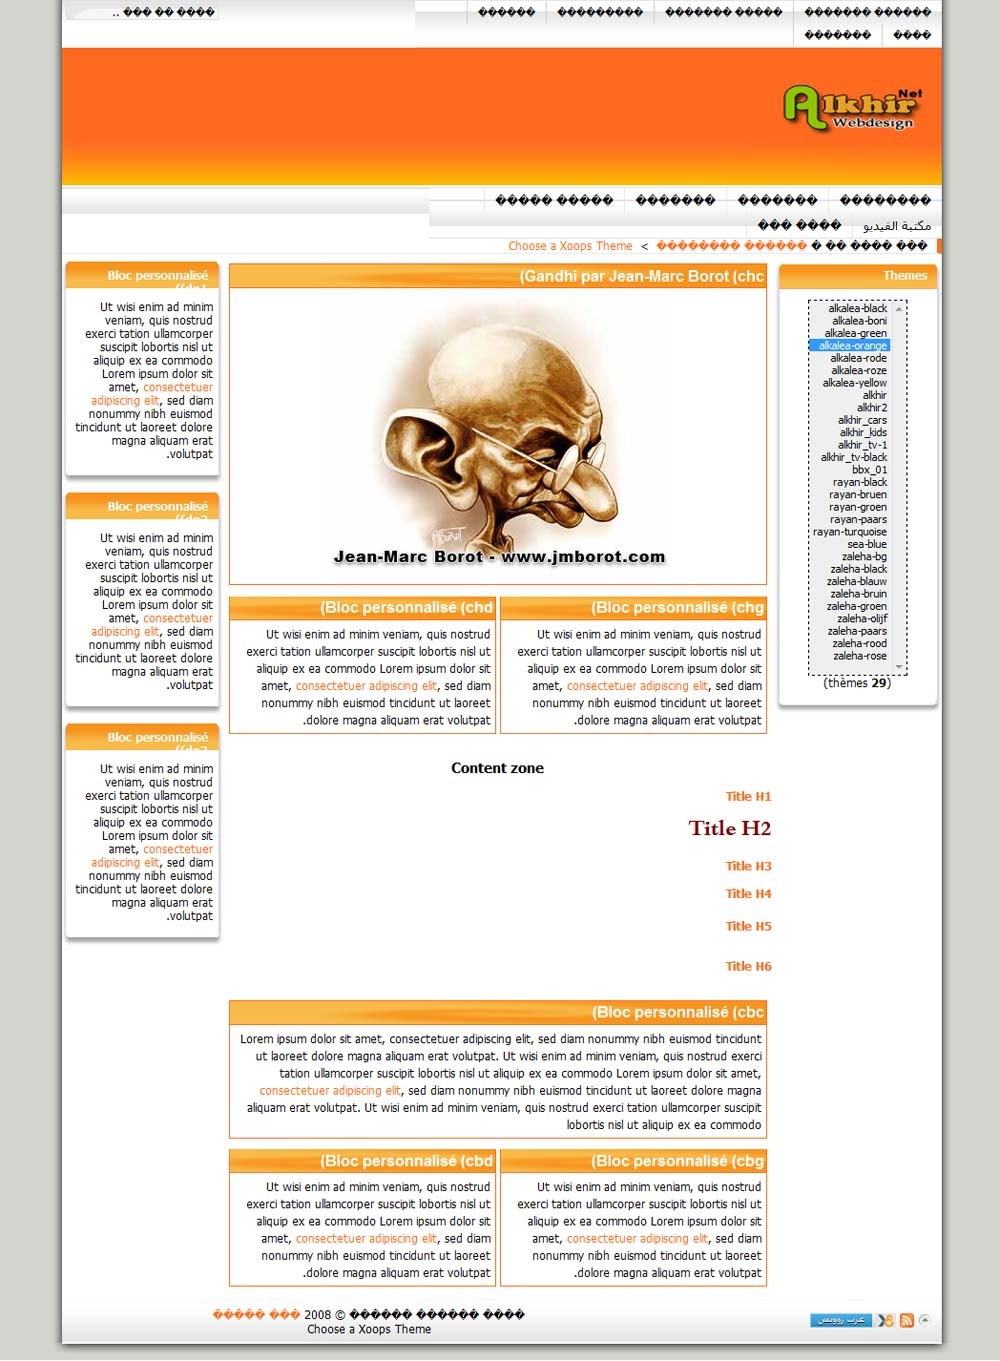 Alkhir Net
Webdesign
مكتبة الفيديو
Choose a Xoops Theme >
Themes
alkalea-black
alkalea-boni
alkalea-green
alkalea-orange
alkalea-rode
alkalea-roze
alkalea-yellow
alkhir
alkhir2
alkhir_cars
alkhir_kids
alkhir_tv-1
alkhir_tv-black
bbx_01
rayan-black
rayan-bruen
rayan-groen
rayan-paars
rayan-turquoise
sea-blue
zaleha-bg
zaleha-black
zaleha-blauw
zaleha-bruin
zaleha-groen
zaleha-olijf
zaleha-paars
zaleha-rood
zaleha-rose
(thèmes 29)
(Gandhi par Jean-Marc Borot (chc
Jean-Marc Borot - www.jmborot.com
(Bloc personnalisé (chg
Ut wisi enim ad minim veniam, quis nostrud
exerci tation ullamcorper suscipit lobortis nisl ut
aliquip ex ea commodo Lorem ipsum dolor sit
amet, consectetuer adipiscing elit, sed diam
nonummy nibh euismod tincidunt ut laoreet
.dolore magna aliquam erat volutpat
(Bloc personnalisé (chd
Ut wisi enim ad minim veniam, quis nostrud
exerci tation ullamcorper suscipit lobortis nisl ut
aliquip ex ea commodo Lorem ipsum dolor sit
amet, consectetuer adipiscing elit, sed diam
nonummy nibh euismod tincidunt ut laoreet
.dolore magna aliquam erat volutpat
Content zone
Title H1
Title H2
Title H3
Title H4
Title H5
Title H6
(Bloc personnalisé (cbc
Lorem ipsum dolor sit amet, consectetuer adipiscing elit, sed diam nonummy nibh euismod tincidunt
ut laoreet dolore magna aliquam erat volutpat. Ut wisi enim ad minim veniam, quis nostrud exerci
tation ullamcorper suscipit lobortis nisl ut aliquip ex ea commodo Lorem ipsum dolor sit amet,
consectetuer adipiscing elit, sed diam nonummy nibh euismod tincidunt ut laoreet dolore magna
aliquam erat volutpat. Ut wisi enim ad minim veniam, quis nostrud exerci tation ullamcorper suscipit
lobortis nisl ut aliquip ex ea commodo
(Bloc personnalisé (cbg
Ut wisi enim ad minim veniam, quis nostrud
exerci tation ullamcorper suscipit lobortis nisl ut
aliquip ex ea commodo Lorem ipsum dolor sit
amet, consectetuer adipiscing elit, sed diam
nonummy nibh euismod tincidunt ut laoreet
.dolore magna aliquam erat volutpat
(Bloc personnalisé (cbd
Ut wisi enim ad minim veniam, quis nostrud
exerci tation ullamcorper suscipit lobortis nisl ut
aliquip ex ea commodo Lorem ipsum dolor sit
amet, consectetuer adipiscing elit, sed diam
nonummy nibh euismod tincidunt ut laoreet
.dolore magna aliquam erat volutpat
Bloc personnalisé
Ut wisi enim ad minim
veniam, quis nostrud
exerci tation ullamcorper
suscipit lobortis nisl ut
aliquip ex ea commodo
Lorem ipsum dolor sit
amet, consectetuer
adipiscing elit, sed diam
nonummy nibh euismod
tincidunt ut laoreet dolore
magna aliquam erat
.volutpat
Bloc personnalisé
Ut wisi enim ad minim
veniam, quis nostrud
exerci tation ullamcorper
suscipit lobortis nisl ut
aliquip ex ea commodo
Lorem ipsum dolor sit
amet, consectetuer
adipiscing elit, sed diam
nonummy nibh euismod
tincidunt ut laoreet dolore
magna aliquam erat
.volutpat
Bloc personnalisé
Ut wisi enim ad minim
veniam, quis nostrud
exerci tation ullamcorper
suscipit lobortis nisl ut
aliquip ex ea commodo
Lorem ipsum dolor sit
amet, consectetuer
adipiscing elit, sed diam
nonummy nibh euismod
tincidunt ut laoreet dolore
magna aliquam erat
.volutpat
عرب زووبس
2008 ©
Choose a Xoops Theme